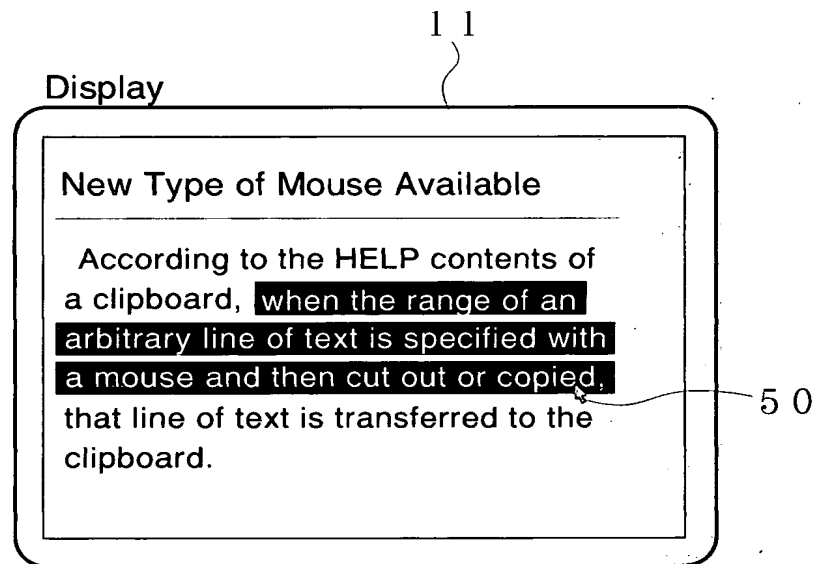 11
Display
New Type of Mouse Available
According to the HELP contents of
a clipboard, when the range of an
arbitrary line of text is specified with
a mouse and then cut out or copied,
that line of text is transferred to the
clipboard.
50